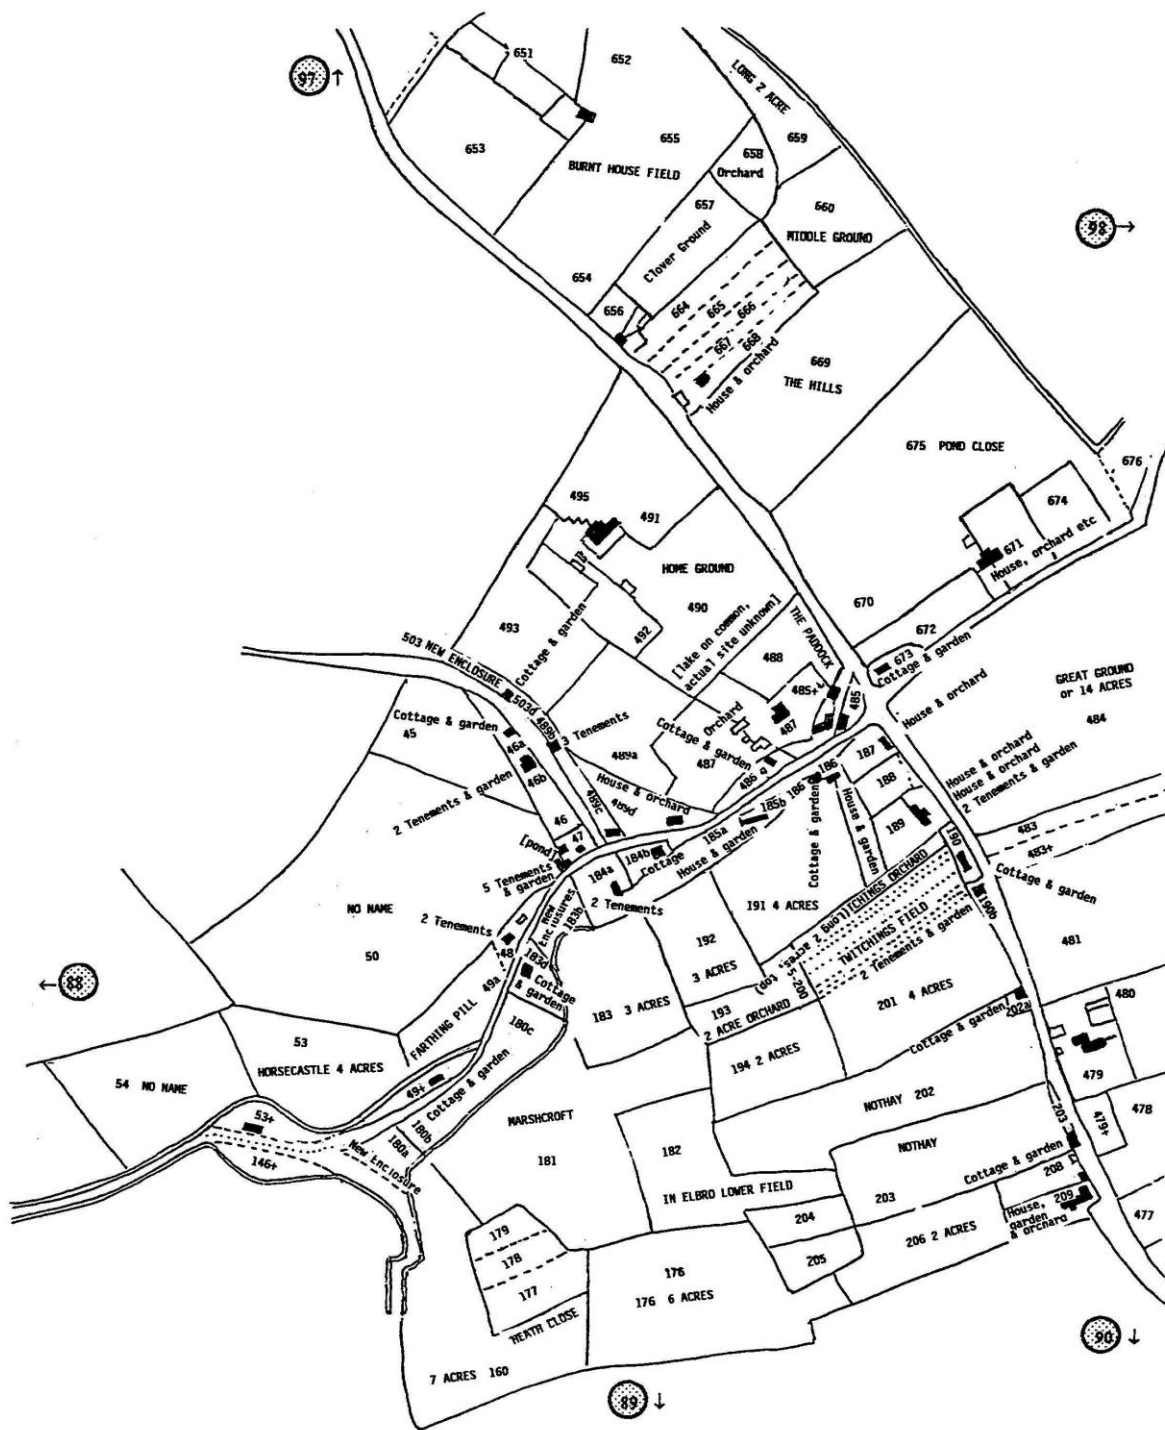 651
652
97 ↑
LONG 2 ACRE
659
653
655
658
Orchard
BURNT HOUSE FIELD
657
660
MIDDLE GROUND
98 →
Clover Ground
654
656
664
665
666
667
668
House & orchard
669
THE HILLS
675 POND CLOSE
676
674
671
House, orchard etc
495
491
HOME GROUND
490
670
672
673
Cottage & garden
493
Cottage & garden
492
[lake on common,
actual site unknown]
THE PADDOCK
488
485+
485
503 NEW ENCLOSURE
503d
489b
3 Tenements
Orchard
487
House & orchard
GREAT GROUND
or 14 ACRES
484
Cottage & garden
45
46a
46b
2 Tenements & garden
489a
Cottage & garden
487
486
House & orchard
489c
489d
186
186
187
188
House & orchard
House & orchard
2 Tenements & garden
46
47
[pond]
5 Tenements
& garden
184b
Cottage
184a
185a
185b
House & garden
Cottage & garden
House & garden
189
190
483
483+
Cottage & garden
190b
2 Tenements
NO NAME
50
2 Tenements
48
New Enclosures
183b
183d
Cottage
& garden
191 4 ACRES
192
3 ACRES
TWITCHINGS ORCHARD
(Long 2 acres, top)
TWITCHINGS FIELD
2 Tenements & garden
195-200
481
← 88
49a
FARTHING PILL
180c
183 3 ACRES
193
2 ACRE ORCHARD
201 4 ACRES
202a
Cottage & garden
480
53
HORSECASTLE 4 ACRES
54 NO NAME
49+
Cottage & garden
194 2 ACRES
479
478
53+
146+
180b
180a
New Enclosure
MARSHCROFT
181
182
NOTHAY 202
NOTHAY
203
479+
IN ELBRO LOWER FIELD
203
Cottage & garden
208
209
House,
garden
& orchard
204
205
206 2 ACRES
477
179
178
177
HEATH CLOSE
176
176 6 ACRES
7 ACRES 160
89 ↓
90 ↓